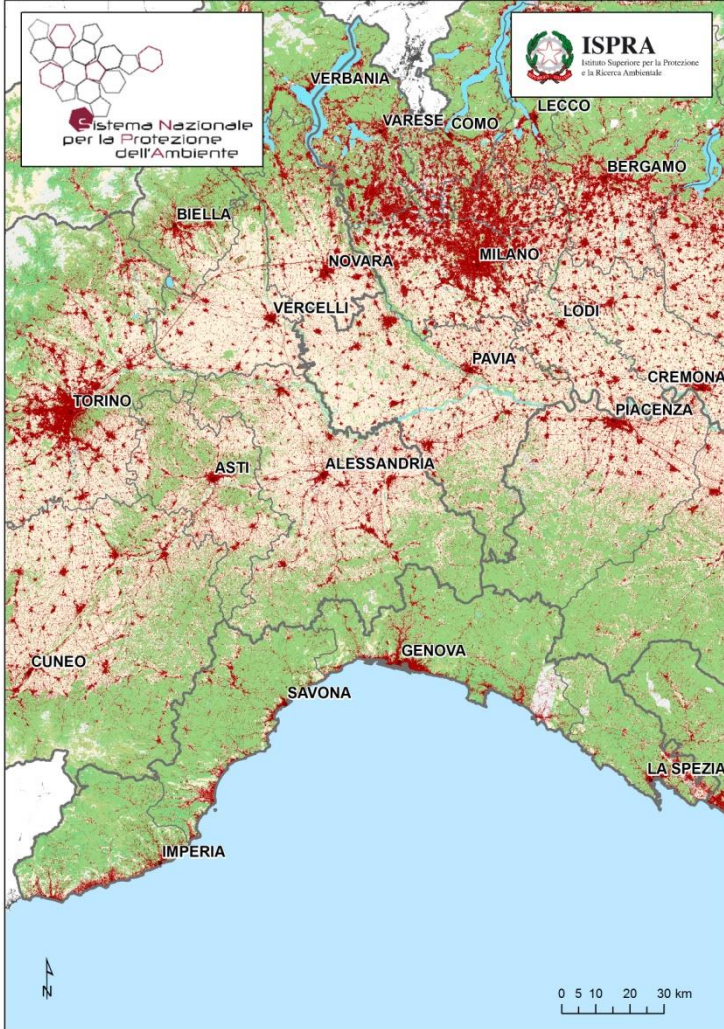 Sistema Nazionale
per la Protezione
dell'Ambiente
ISPRA
Istituto Superiore per la Protezione
e la Ricerca Ambientale
VERBANIA
LECCO
VARESE
COMO
BERGAMO
BIELLA
MILANO
NOVARA
VERCELLI
LODI
PAVIA
CREMONA
TORINO
PIACENZA
ASTI
ALESSANDRIA
GENOVA
CUNEO
SAVONA
LA SPEZIA
IMPERIA
N
0 5 10 20 30 km